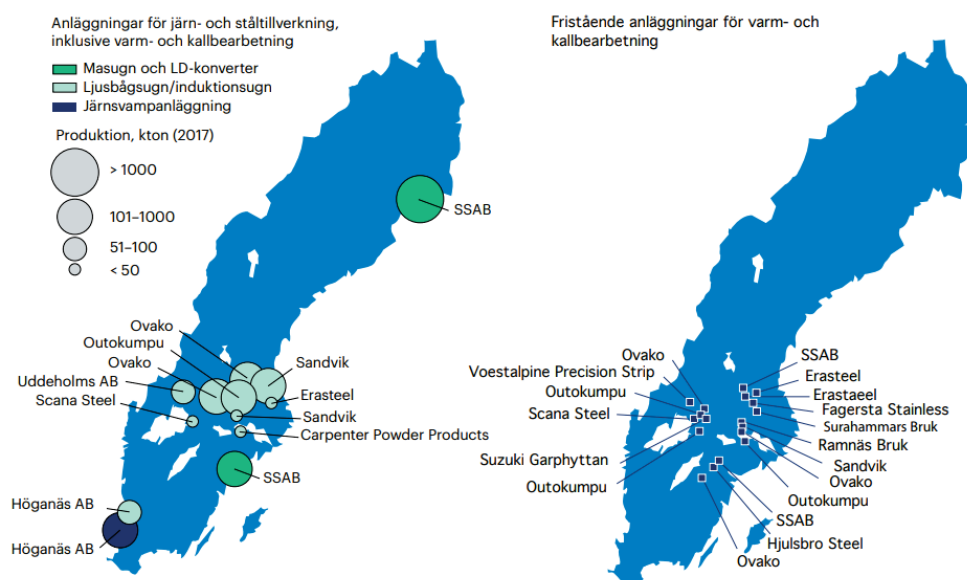 Anläggningar för järn- och ståltillverkning,
inklusive varm- och kallbearbetning
Masugn och LD-konverter
Ljusbågsugn/induktionsugn
Järnsvampanläggning
Produktion, kton (2017)
> 1000
101–1000
51–100
< 50
SSAB
Ovako
Outokumpu
Ovako
Uddeholms AB
Scana Steel
Sandvik
Erasteel
Sandvik
Carpenter Powder Products
SSAB
Höganäs AB
Höganäs AB
Fristående anläggningar för varm- och
kallbearbetning
Ovako
Voestalpine Precision Strip
Outokumpu
Scana Steel
Suzuki Garphyttan
Outokumpu
SSAB
Erasteel
Erastaeel
Fagersta Stainless
Surahammars Bruk
Ramnäs Bruk
Sandvik
Ovako
Outokumpu
SSAB
Hjulsbro Steel
Ovako